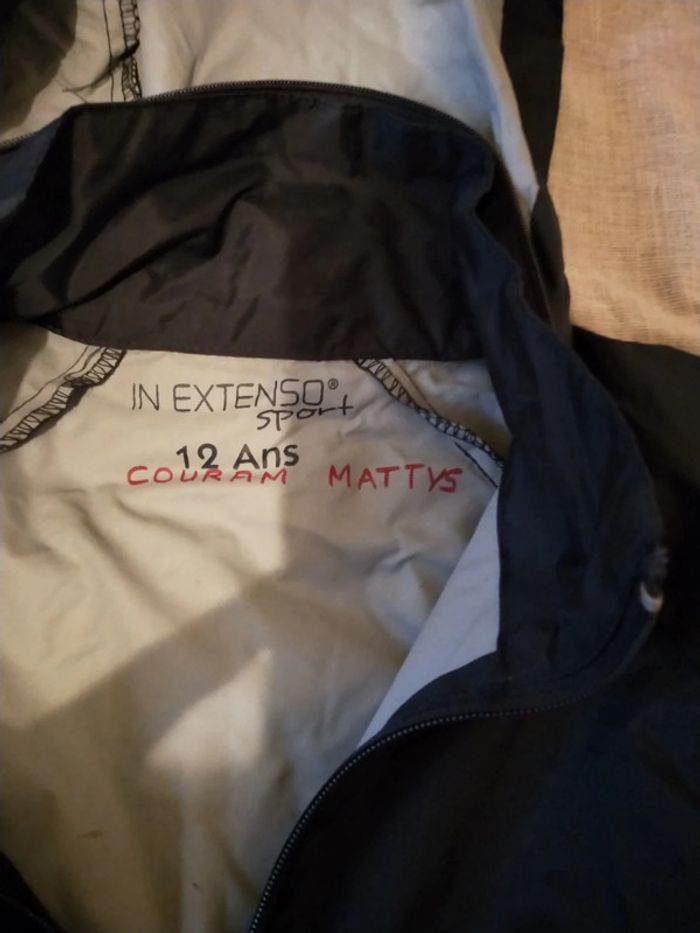 IN EXTENSO®
sport
12 Ans
COURAM MATTYS